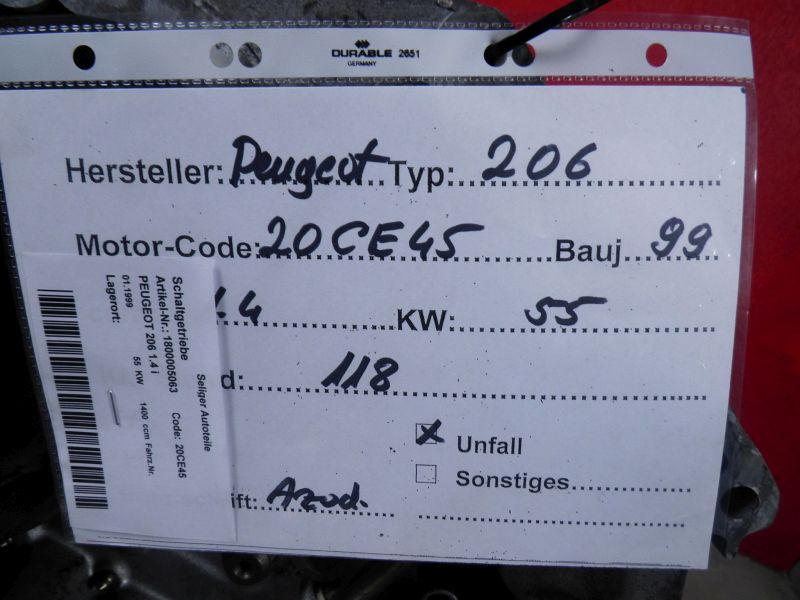 DURABLE 2651
GERMANY
Hersteller: Peugeot Typ: 206
Motor-Code: 20CE45 Bauj 99
1.4 KW: 55
d: 118
Unfall
Sonstiges
ift: Azod.
Seliger Autoteile
Schaltgetriebe Code: 20CE45
Artikel-Nr.: 1800005063
PEUGEOT 206 1.4 i
01.1999 55 KW 1400 ccm Fahrz.Nr.
Lagerort: